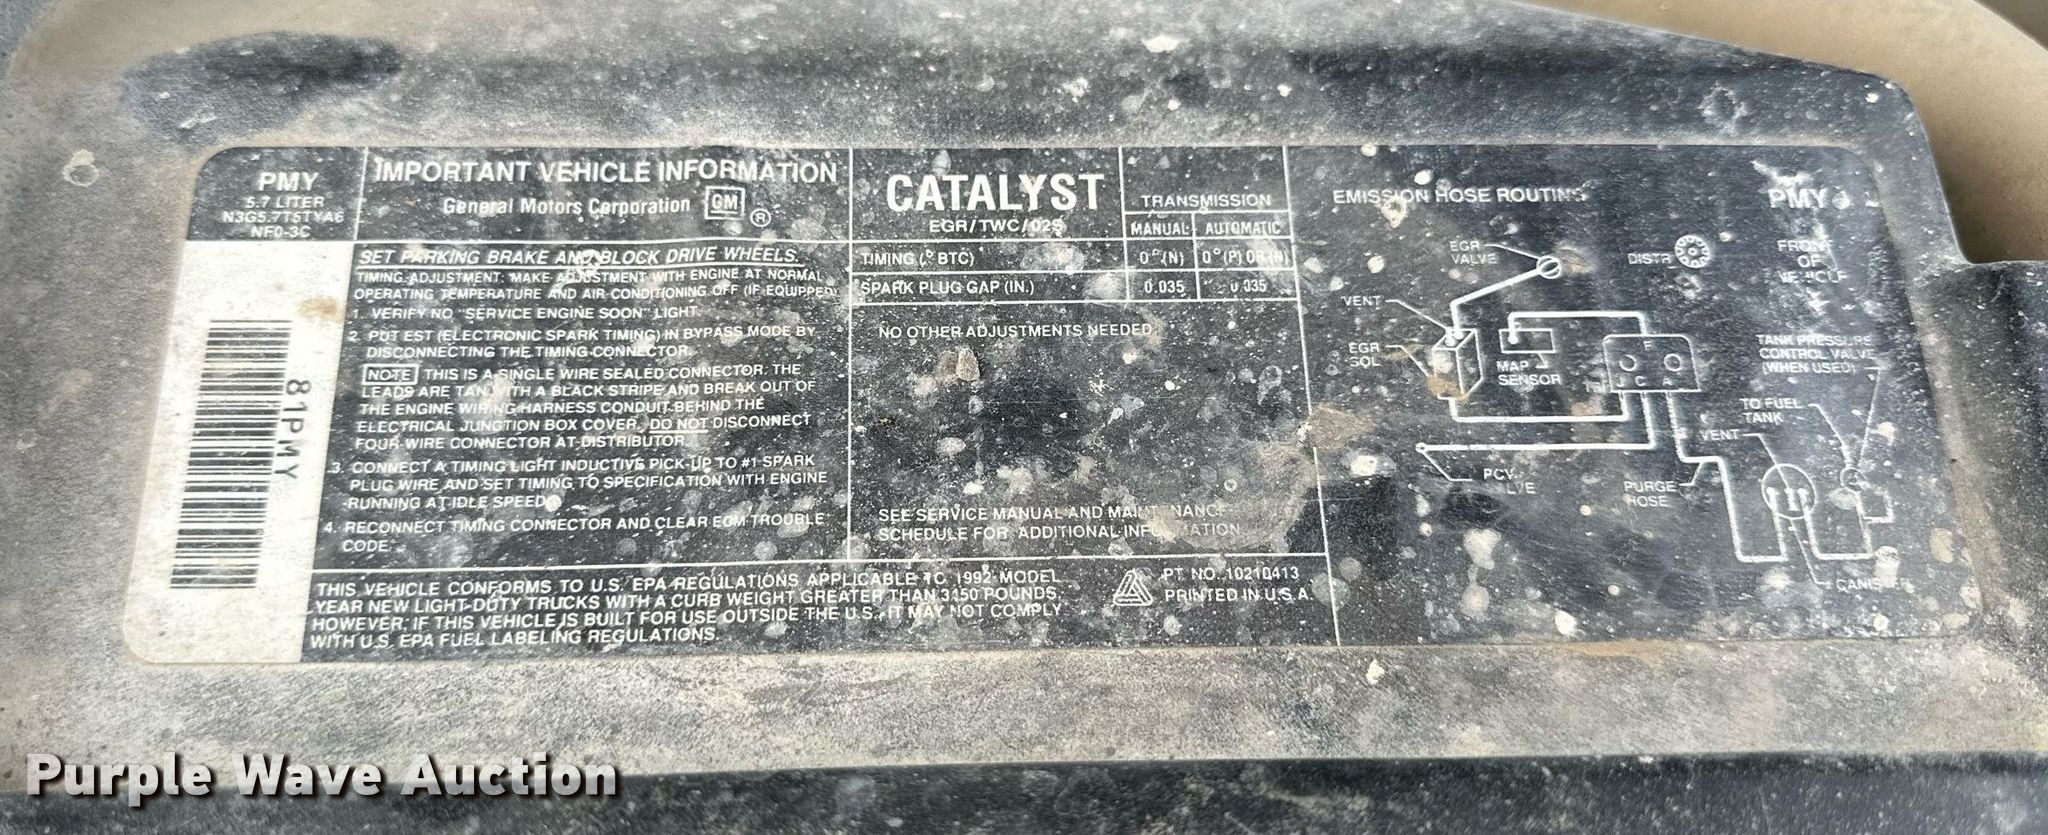 PMY
5.7 LITER
N3G5.7T5TYA6
NF0-3C
81PMY
IMPORTANT VEHICLE INFORMATION
General Motors Corporation GM ®
SET PARKING BRAKE AND BLOCK DRIVE WHEELS.
TIMING ADJUSTMENT: MAKE ADJUSTMENT WITH ENGINE AT NORMAL
OPERATING TEMPERATURE AND AIR CONDITIONING OFF (IF EQUIPPED)
1. VERIFY NO "SERVICE ENGINE SOON" LIGHT.
2. PUT EST (ELECTRONIC SPARK TIMING) IN BYPASS MODE BY
DISCONNECTING THE TIMING CONNECTOR.
NOTE THIS IS A SINGLE WIRE SEALED CONNECTOR. THE
LEADS ARE TAN WITH A BLACK STRIPE AND BREAK OUT OF
THE ENGINE WIRING HARNESS CONDUIT BEHIND THE
ELECTRICAL JUNCTION BOX COVER. DO NOT DISCONNECT
FOUR WIRE CONNECTOR AT DISTRIBUTOR.
3. CONNECT A TIMING LIGHT INDUCTIVE PICK-UP TO #1 SPARK
PLUG WIRE AND SET TIMING TO SPECIFICATION WITH ENGINE
RUNNING AT IDLE SPEED.
4. RECONNECT TIMING CONNECTOR AND CLEAR ECM TROUBLE
CODE.
CATALYST
EGR/TWC/O2S
TRANSMISSION
MANUAL AUTOMATIC
TIMING (° BTC) 0°(N) 0°(P) OR (N)
SPARK PLUG GAP (IN.) 0.035 0.035
NO OTHER ADJUSTMENTS NEEDED
SEE SERVICE MANUAL AND MAINTENANCE
SCHEDULE FOR ADDITIONAL INFORMATION
THIS VEHICLE CONFORMS TO U.S. EPA REGULATIONS APPLICABLE TO 1992 MODEL
YEAR NEW LIGHT-DUTY TRUCKS WITH A CURB WEIGHT GREATER THAN 3150 POUNDS.
HOWEVER, IF THIS VEHICLE IS BUILT FOR USE OUTSIDE THE U.S., IT MAY NOT COMPLY
WITH U.S. EPA FUEL LABELING REGULATIONS.
PT NO. 10210413
PRINTED IN U.S.A.
EMISSION HOSE ROUTING
PMY
FRONT
OF
VEHICLE
EGR
VALVE
DISTR
VENT
EGR
SOL
MAP
SENSOR
F
J C A
TANK PRESSURE
CONTROL VALVE
(WHEN USED)
TO FUEL
TANK
VENT
PCV
VALVE
PURGE
HOSE
CANISTER
Purple Wave Auction